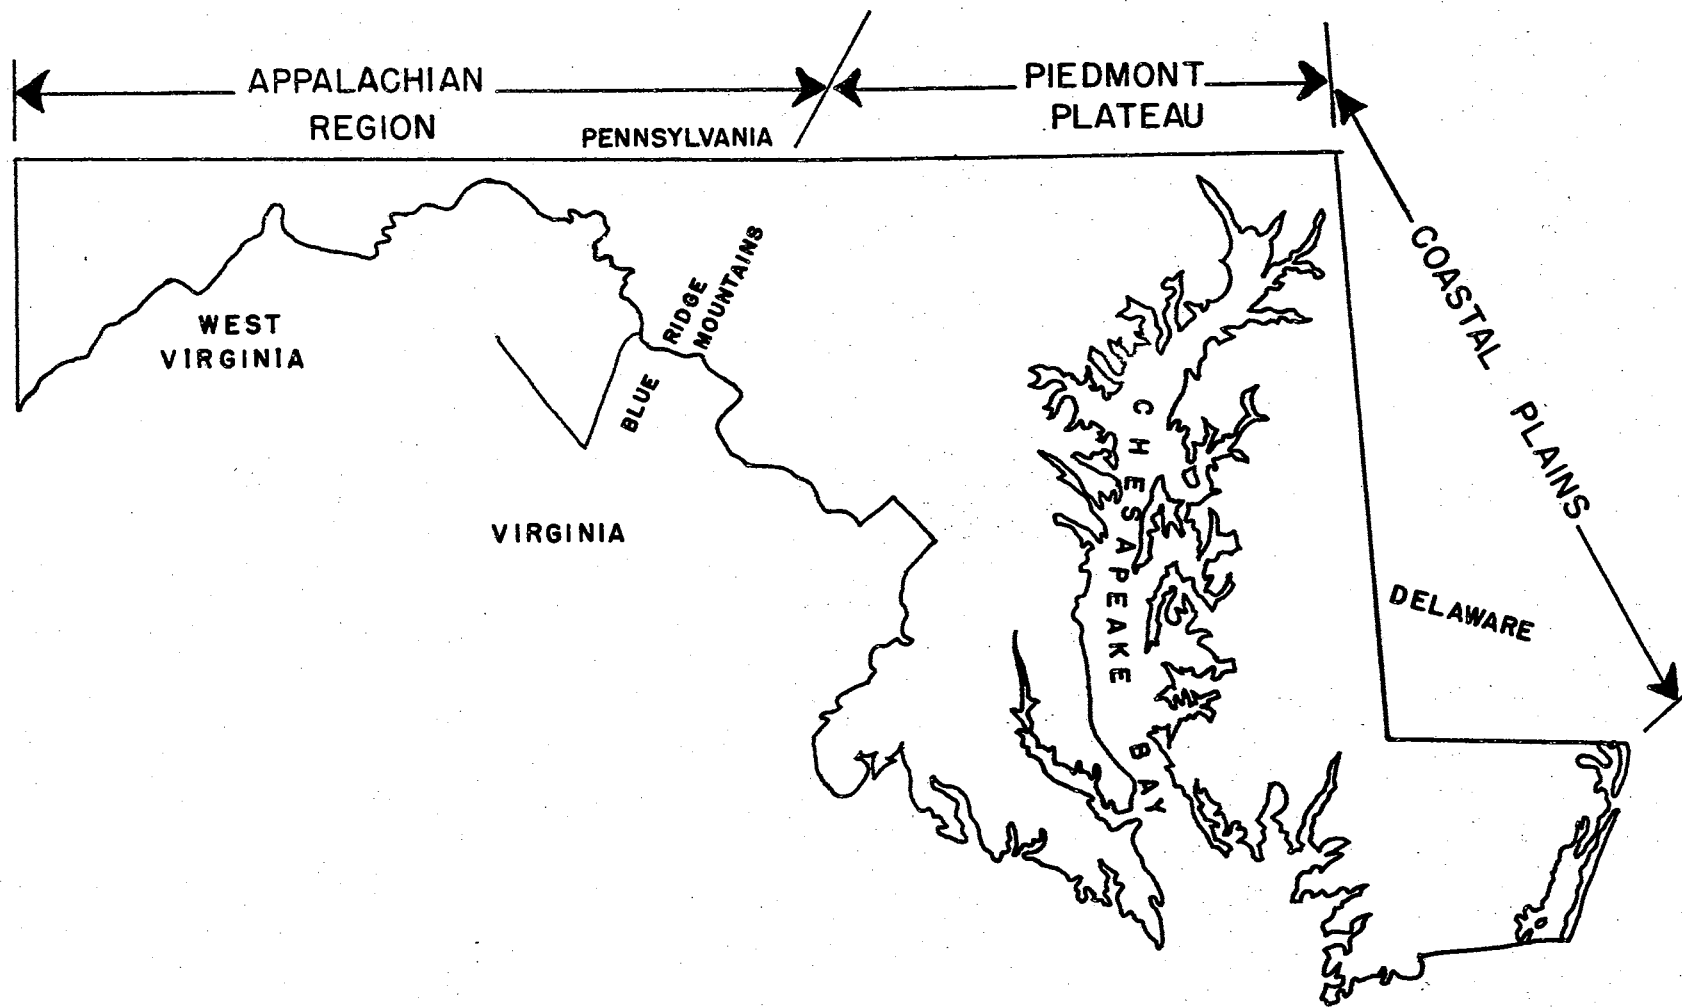 APPALACHIAN
REGION
PIEDMONT
PLATEAU
PENNSYLVANIA
COASTAL PLAINS
WEST
VIRGINIA
BLUE RIDGE
MOUNTAINS
CHESAPEAKE BAY
VIRGINIA
DELAWARE